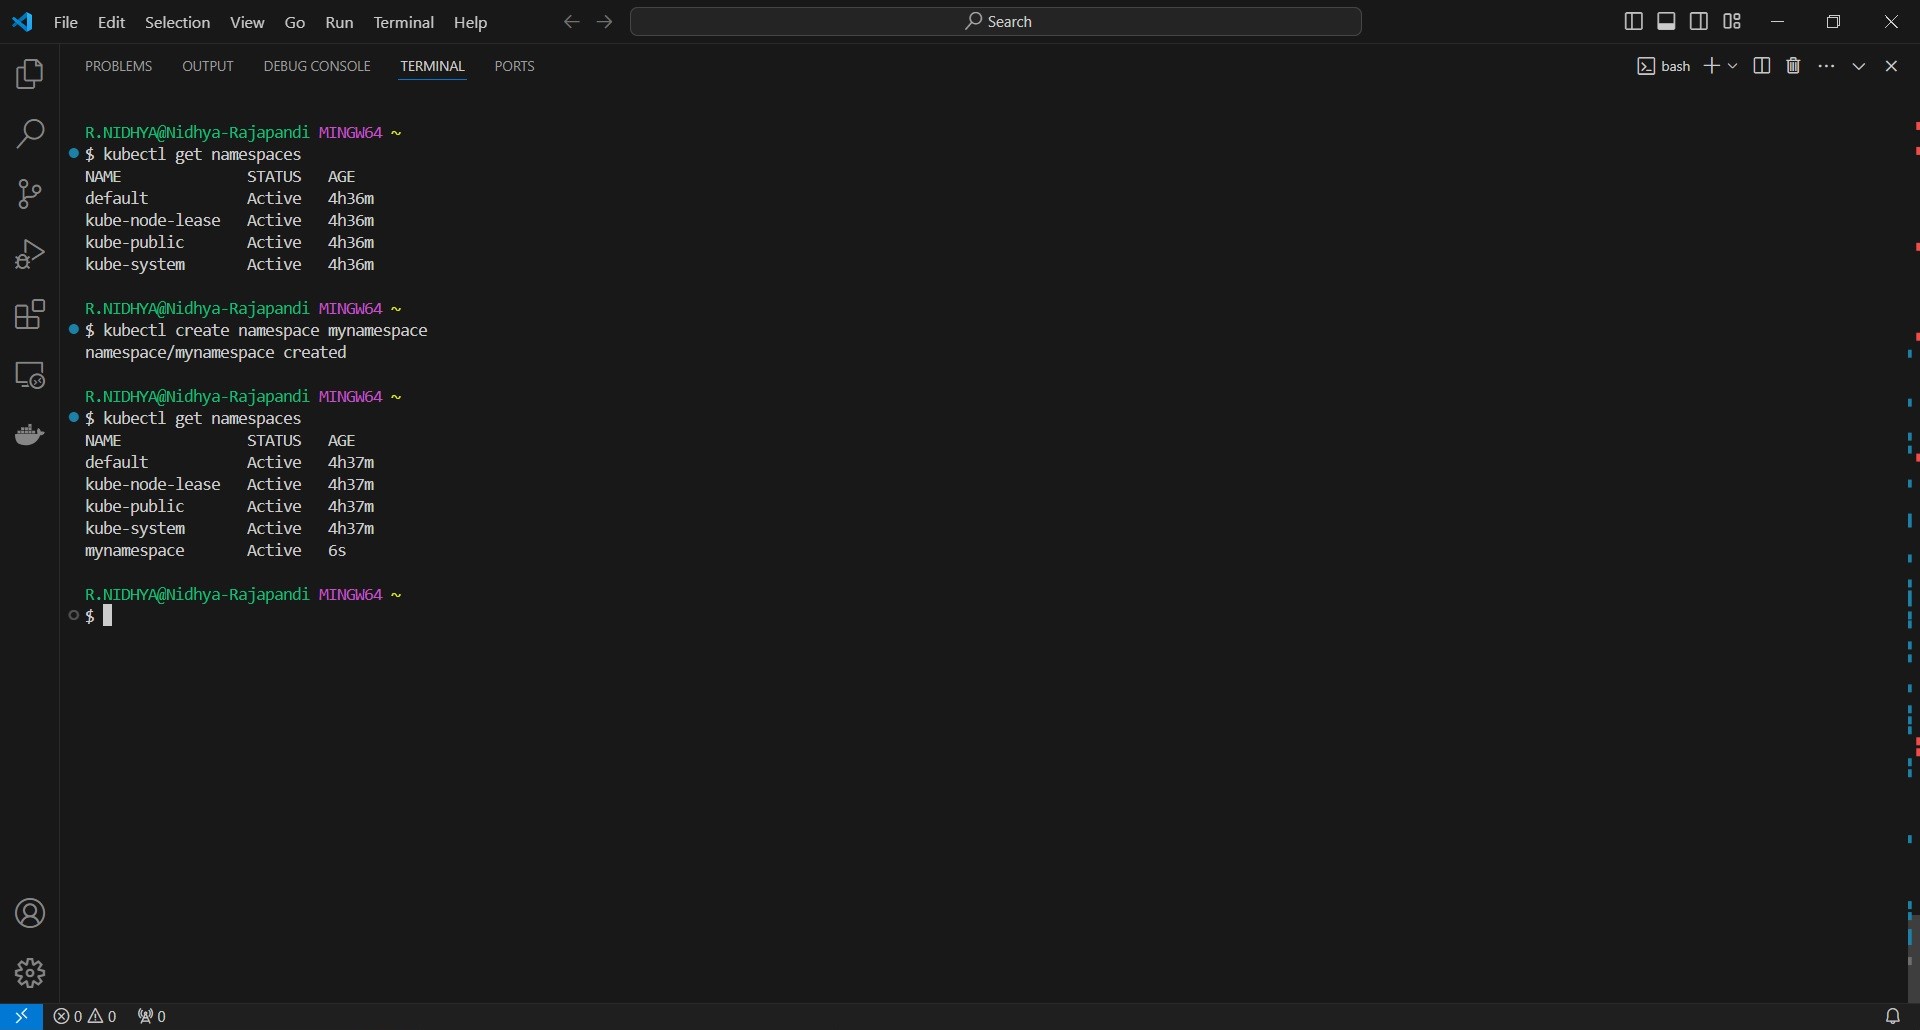 File Edit Selection View Go Run Terminal Help Search
PROBLEMS OUTPUT DEBUG CONSOLE TERMINAL PORTS bash
R.NIDHYA@Nidhya-Rajapandi MINGW64 ~
$ kubectl get namespaces
NAME STATUS AGE
default Active 4h36m
kube-node-lease Active 4h36m
kube-public Active 4h36m
kube-system Active 4h36m
R.NIDHYA@Nidhya-Rajapandi MINGW64 ~
$ kubectl create namespace mynamespace
namespace/mynamespace created
R.NIDHYA@Nidhya-Rajapandi MINGW64 ~
$ kubectl get namespaces
NAME STATUS AGE
default Active 4h37m
kube-node-lease Active 4h37m
kube-public Active 4h37m
kube-system Active 4h37m
mynamespace Active 6s
R.NIDHYA@Nidhya-Rajapandi MINGW64 ~
$
0 0 0